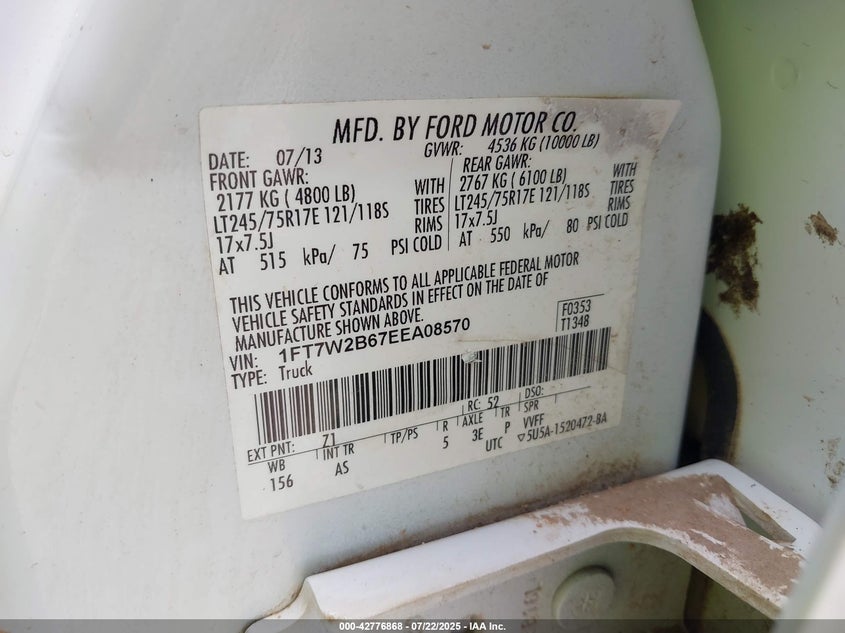 MFD. BY FORD MOTOR CO.
DATE: 07/13 GVWR: 4536 KG (10000 LB)
FRONT GAWR: REAR GAWR:
2177 KG ( 4800 LB) WITH 2767 KG ( 6100 LB) WITH
LT245/75R17E 121/118S TIRES LT245/75R17E 121/118S TIRES
17x7.5J RIMS 17x7.5J RIMS
AT 515 kPa/ 75 PSI COLD AT 550 kPa/ 80 PSI COLD
THIS VEHICLE CONFORMS TO ALL APPLICABLE FEDERAL MOTOR
VEHICLE SAFETY STANDARDS IN EFFECT ON THE DATE OF
MANUFACTURE SHOWN ABOVE.
F0353
VIN: 1FT7W2B67EEA08570 T1348
TYPE: Truck
RC: 52 DSO:
EXT PNT: Z1
WB INT TR TP/PS R AXLE TR SPR
156 AS 5 3E P VVFF
UTC ▽5U5A-1520472-BA
000-42776868 - 07/22/2025 - IAA Inc.